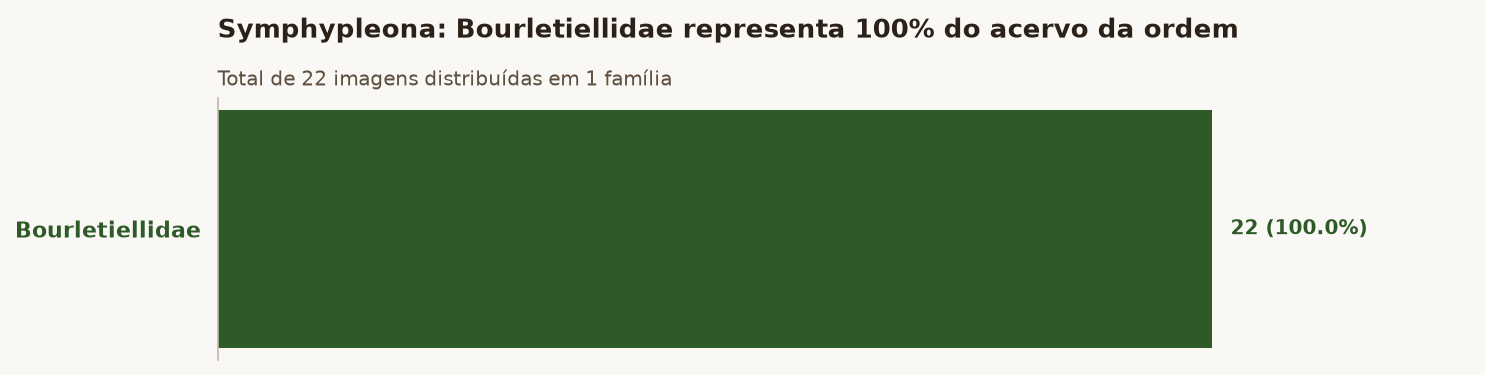 Symphypleona: Bourletiellidae representa 100% do acervo da ordem
Total de 22 imagens distribuídas em 1 família
Bourletiellidae
22 (100.0%)